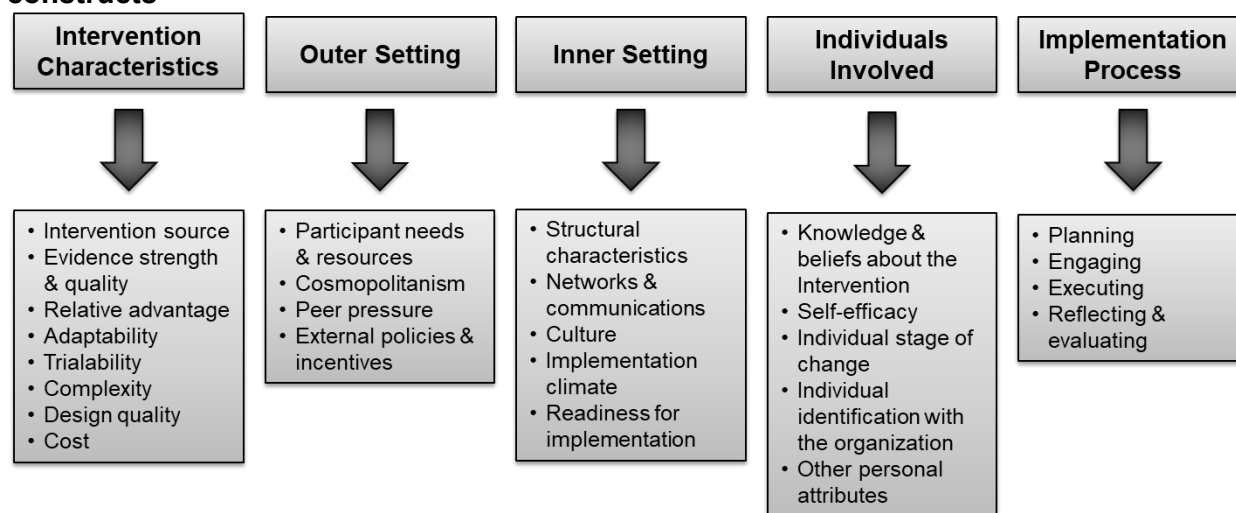 constructs
Intervention
Characteristics
Outer Setting
Inner Setting
Individuals
Involved
Implementation
Process
• Intervention source
• Evidence strength
& quality
• Relative advantage
• Adaptability
• Trialability
• Complexity
• Design quality
• Cost
• Participant needs
& resources
• Cosmopolitanism
• Peer pressure
• External policies &
incentives
• Structural
characteristics
• Networks &
communications
• Culture
• Implementation
climate
• Readiness for
implementation
• Knowledge &
beliefs about the
Intervention
• Self-efficacy
• Individual stage of
change
• Individual
identification with
the organization
• Other personal
attributes
• Planning
• Engaging
• Executing
• Reflecting &
evaluating